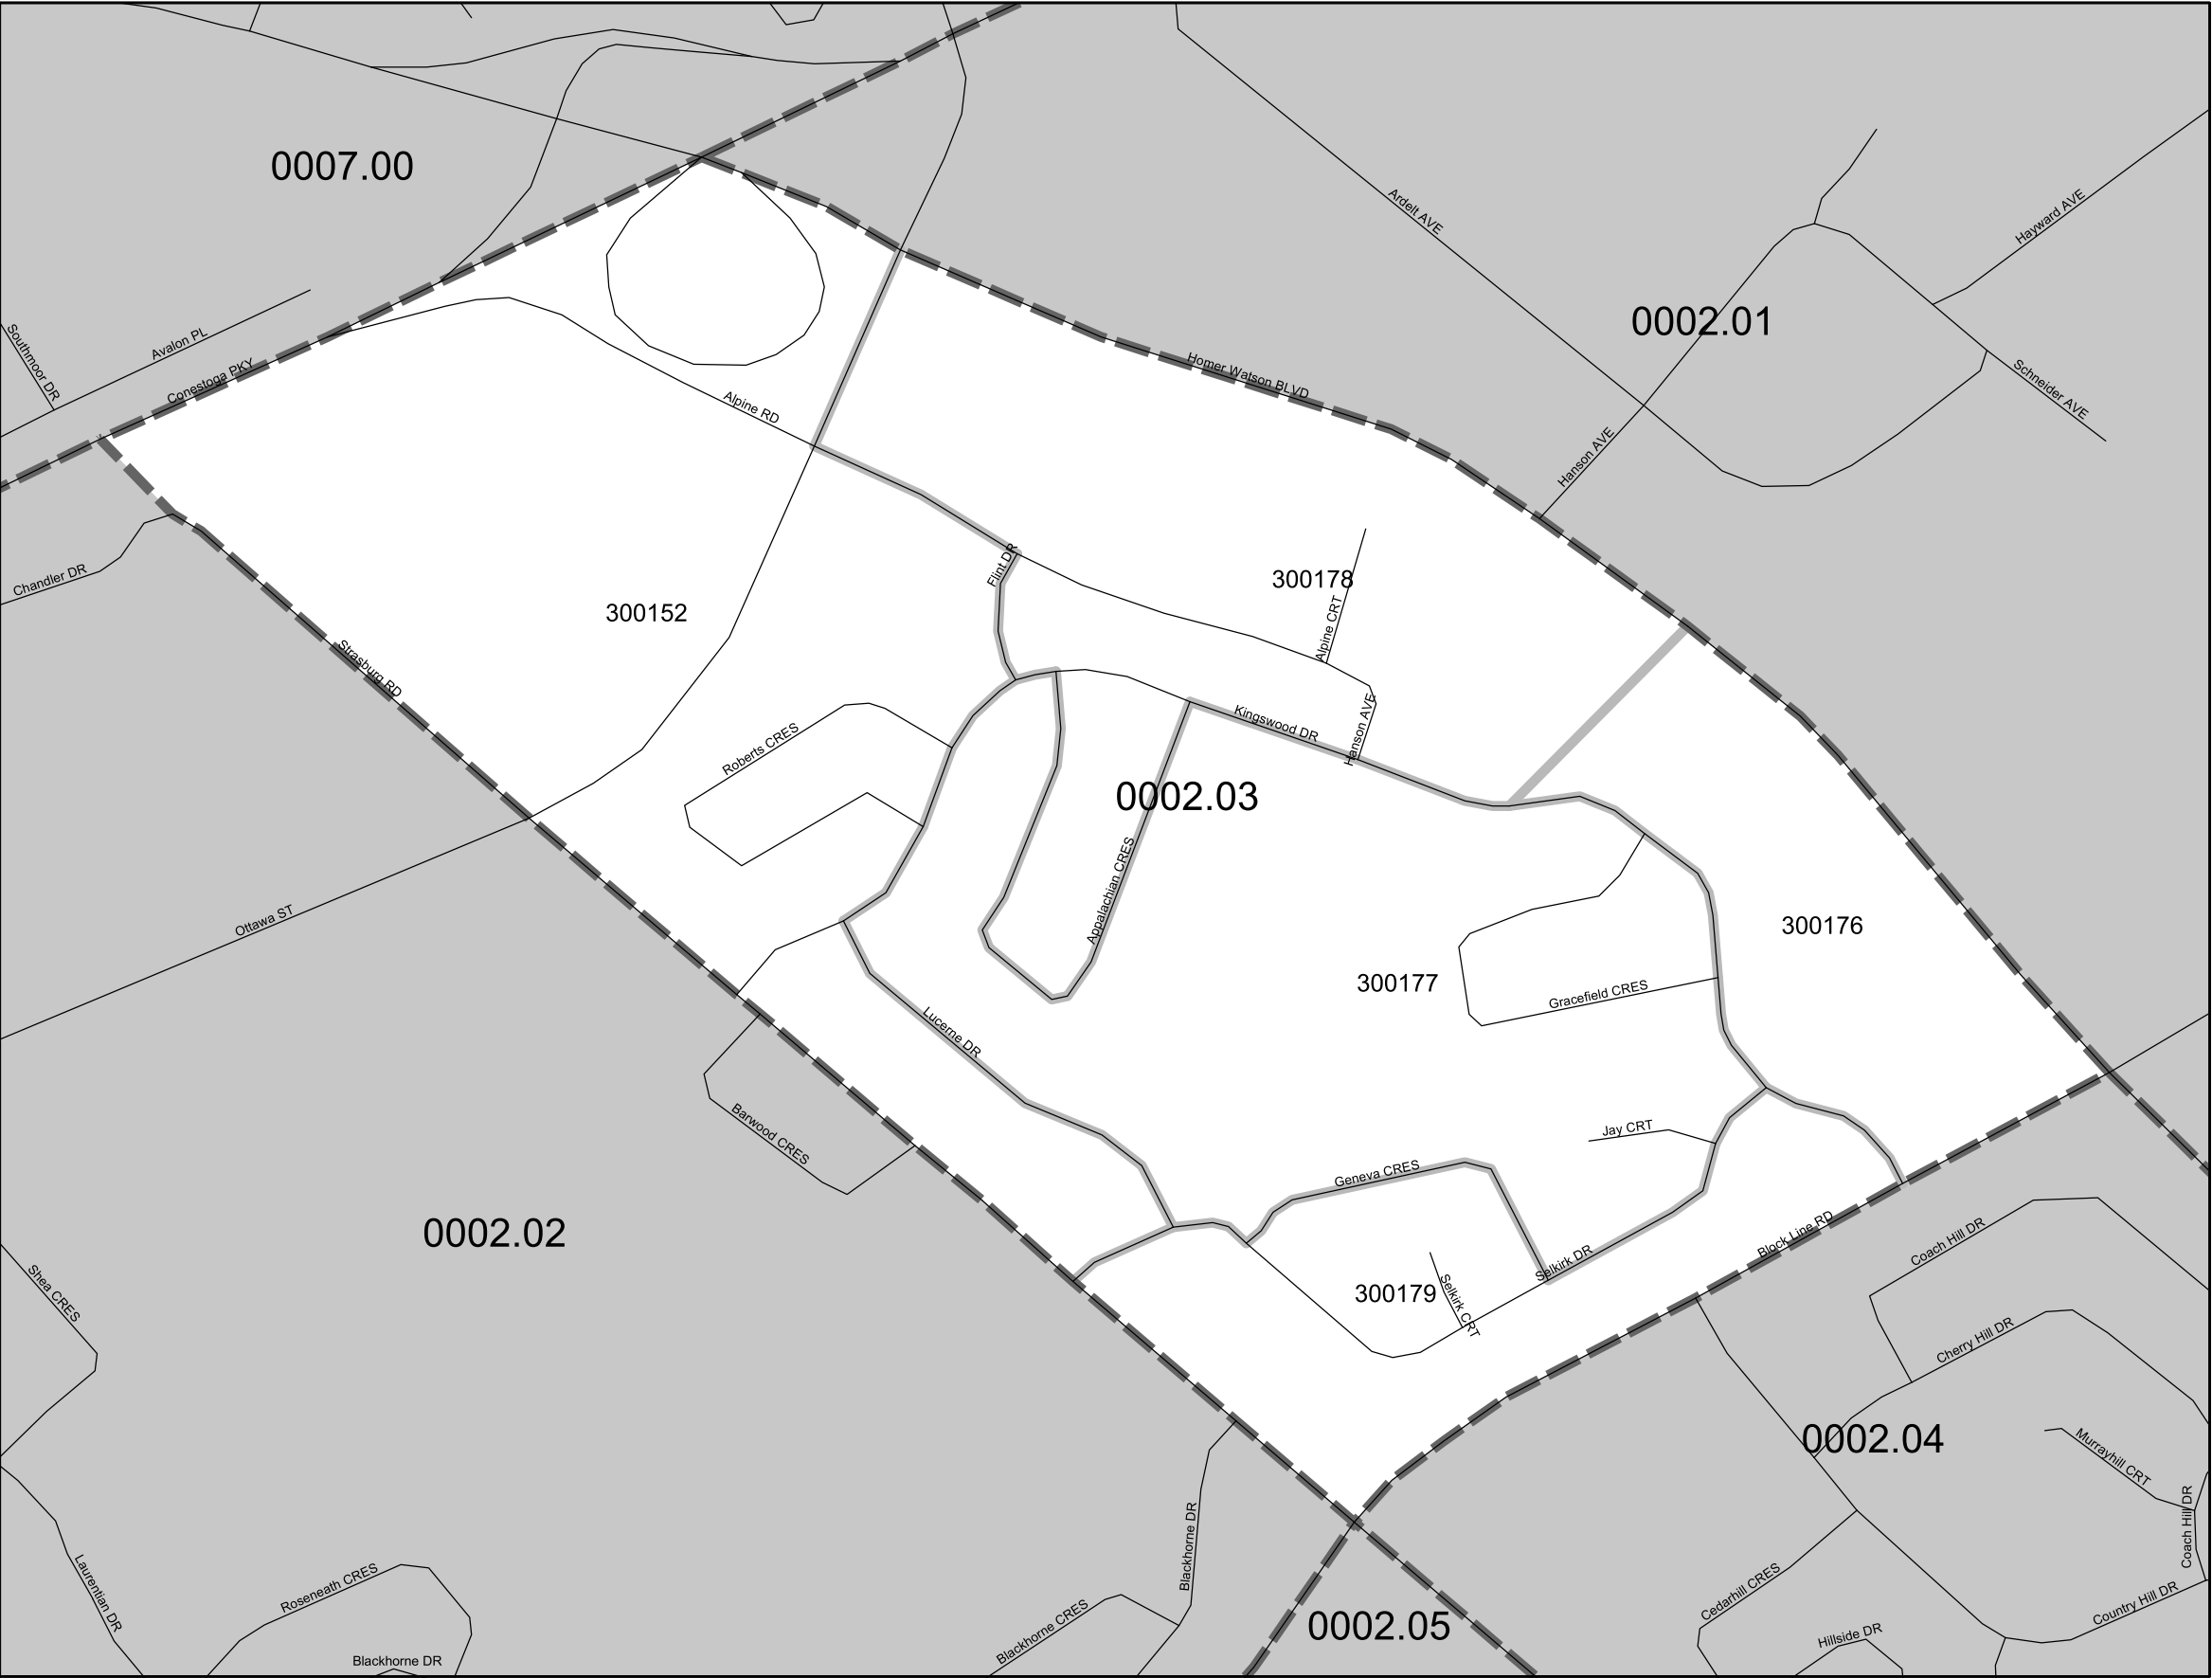 0007.00
Ardelt AVE
Hayward AVE
0002.01
Southmoor DR
Avalon PL
Conestoga PKY
Homer Watson BLVD
Schneider AVE
Alpine RD
Hanson AVE
Chandler DR
Flint DR
300178
300152
Alpine CRT
Strasburg RD
Roberts CRES
Kingswood DR
Hanson AVE
0002.03
Appalachian CRES
Ottawa ST
300176
300177
Gracefield CRES
Lucerne DR
Barwood CRES
Jay CRT
Geneva CRES
0002.02
Block Line RD
Coach Hill DR
Shea CRES
Selkirk DR
300179
Selkirk CRT
Cherry Hill DR
0002.04
Murrayhill CRT
Coach Hill DR
Blackhorne DR
Laurentian DR
Roseneath CRES
Cedarhill CRES
Country Hill DR
Blackhorne CRES
0002.05
Hillside DR
Blackhorne DR